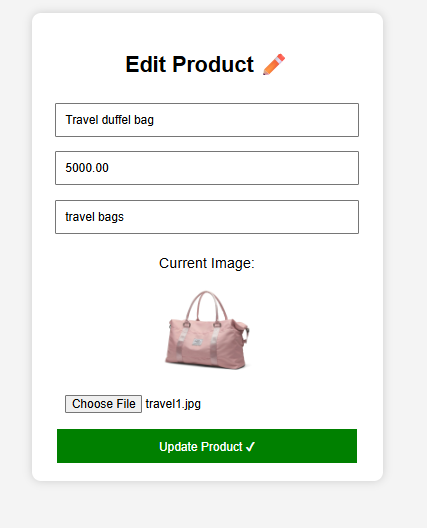 Edit Product ✏️
Travel duffel bag
5000.00
travel bags
Current Image:
Choose File travel1.jpg
Update Product ✓